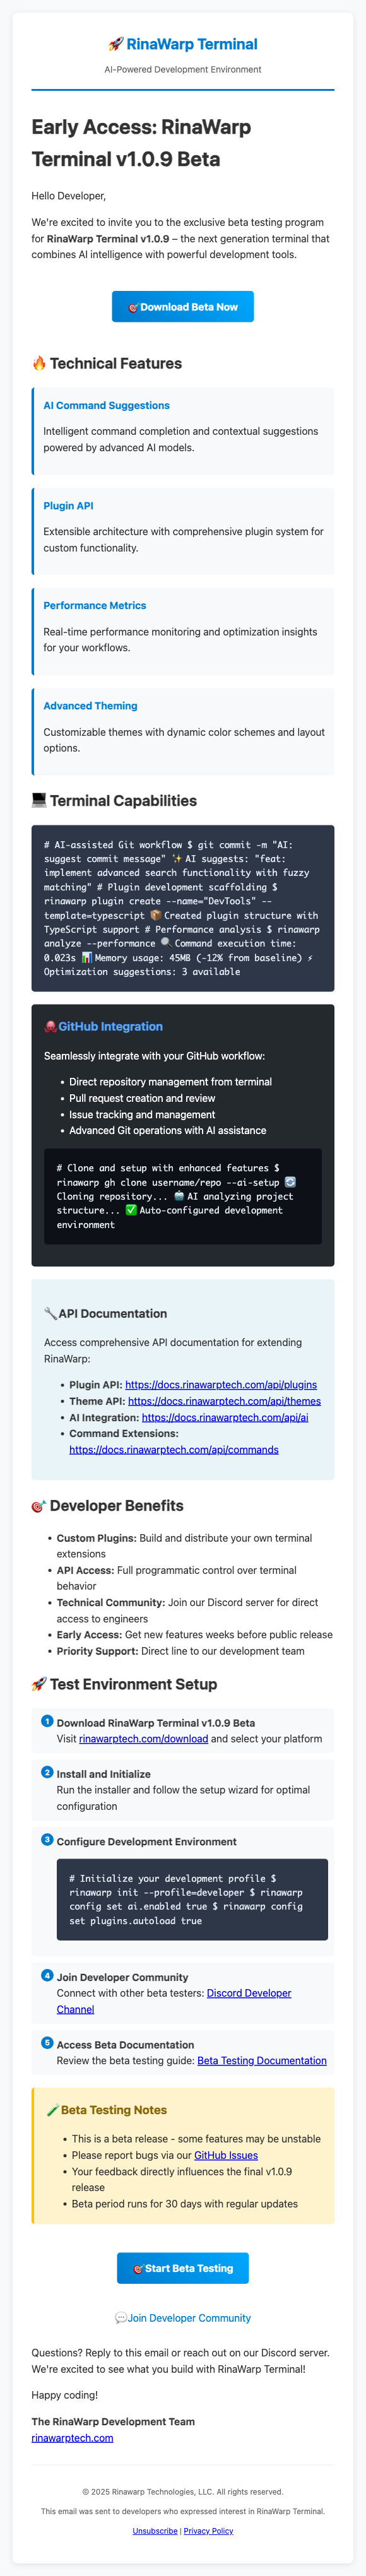 🚀 RinaWarp Terminal
AI-Powered Development Environment
Early Access: RinaWarp
Terminal v1.0.9 Beta
Hello Developer,
We're excited to invite you to the exclusive beta testing program
for RinaWarp Terminal v1.0.9 – the next generation terminal that
combines AI intelligence with powerful development tools.
🎯Download Beta Now
🔥 Technical Features
AI Command Suggestions
Intelligent command completion and contextual suggestions
powered by advanced AI models.
Plugin API
Extensible architecture with comprehensive plugin system for
custom functionality.
Performance Metrics
Real-time performance monitoring and optimization insights
for your workflows.
Advanced Theming
Customizable themes with dynamic color schemes and layout
options.
💻 Terminal Capabilities
# AI-assisted Git workflow $ git commit -m "AI:
suggest commit message" ✨ AI suggests: "feat:
implement advanced search functionality with fuzzy
matching" # Plugin development scaffolding $
rinawarp plugin create --name="DevTools" --
template=typescript 📦 Created plugin structure with
TypeScript support # Performance analysis $ rinawarp
analyze --performance 🔍 Command execution time:
0.023s 📊 Memory usage: 45MB (-12% from baseline) ⚡
Optimization suggestions: 3 available
🐙GitHub Integration
Seamlessly integrate with your GitHub workflow:
• Direct repository management from terminal
• Pull request creation and review
• Issue tracking and management
• Advanced Git operations with AI assistance
# Clone and setup with enhanced features $
rinawarp gh clone username/repo --ai-setup 🔄
Cloning repository... 🤖 AI analyzing project
structure... ✅ Auto-configured development
environment
🔧API Documentation
Access comprehensive API documentation for extending
RinaWarp:
• Plugin API: https://docs.rinawarptech.com/api/plugins
• Theme API: https://docs.rinawarptech.com/api/themes
• AI Integration: https://docs.rinawarptech.com/api/ai
• Command Extensions:
https://docs.rinawarptech.com/api/commands
🎯 Developer Benefits
• Custom Plugins: Build and distribute your own terminal
extensions
• API Access: Full programmatic control over terminal
behavior
• Technical Community: Join our Discord server for direct
access to engineers
• Early Access: Get new features weeks before public release
• Priority Support: Direct line to our development team
🚀 Test Environment Setup
1 Download RinaWarp Terminal v1.0.9 Beta
Visit rinawarptech.com/download and select your platform
2 Install and Initialize
Run the installer and follow the setup wizard for optimal
configuration
3 Configure Development Environment
# Initialize your development profile $
rinawarp init --profile=developer $ rinawarp
config set ai.enabled true $ rinawarp config
set plugins.autoload true
4 Join Developer Community
Connect with other beta testers: Discord Developer
Channel
5 Access Beta Documentation
Review the beta testing guide: Beta Testing Documentation
🧪Beta Testing Notes
• This is a beta release - some features may be unstable
• Please report bugs via our GitHub Issues
• Your feedback directly influences the final v1.0.9
release
• Beta period runs for 30 days with regular updates
🎯Start Beta Testing
💬Join Developer Community
Questions? Reply to this email or reach out on our Discord server.
We're excited to see what you build with RinaWarp Terminal!
Happy coding!
The RinaWarp Development Team
rinawarptech.com
© 2025 Rinawarp Technologies, LLC. All rights reserved.
This email was sent to developers who expressed interest in RinaWarp Terminal.
Unsubscribe | Privacy Policy